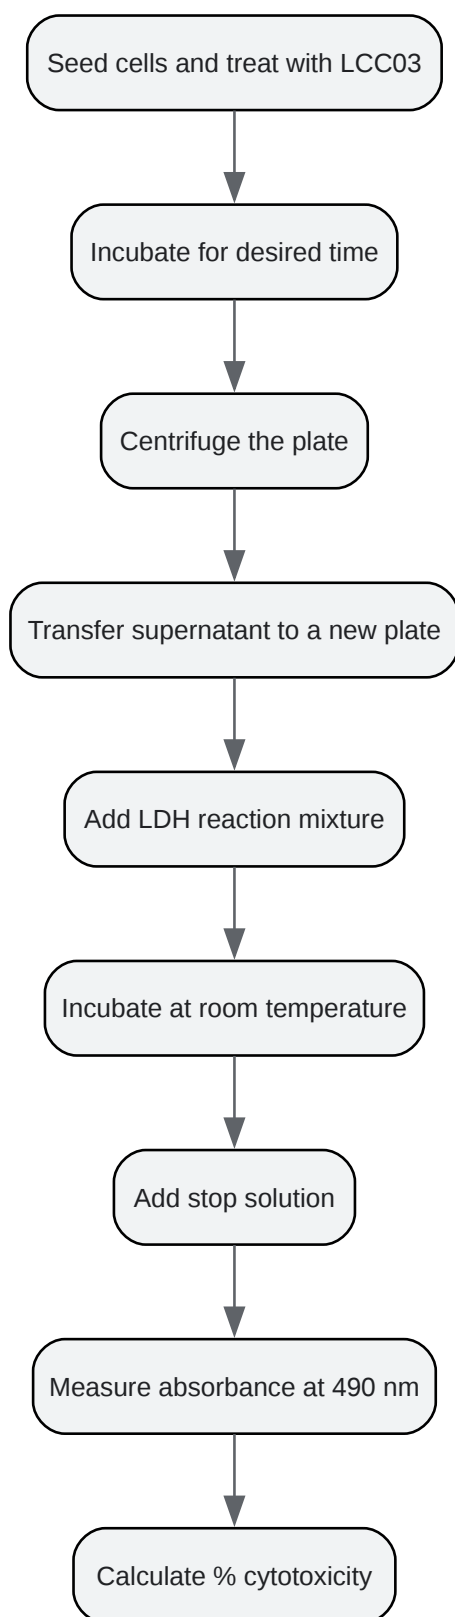 Seed cells and treat with LCC03
Incubate for desired time
Centrifuge the plate
Transfer supernatant to a new plate
Add LDH reaction mixture
Incubate at room temperature
Add stop solution
Measure absorbance at 490 nm
Calculate % cytotoxicity